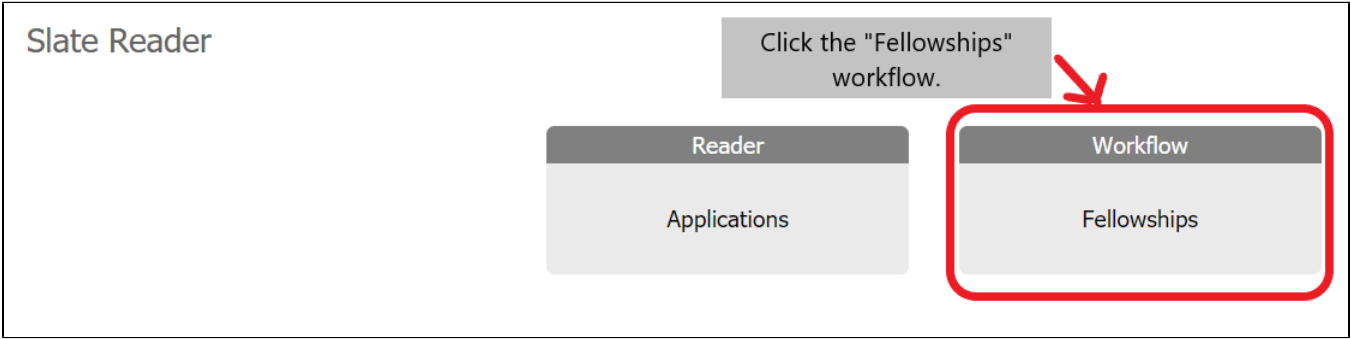 Slate Reader
Click the "Fellowships"
workflow.
Reader
Workflow
Applications
Fellowships